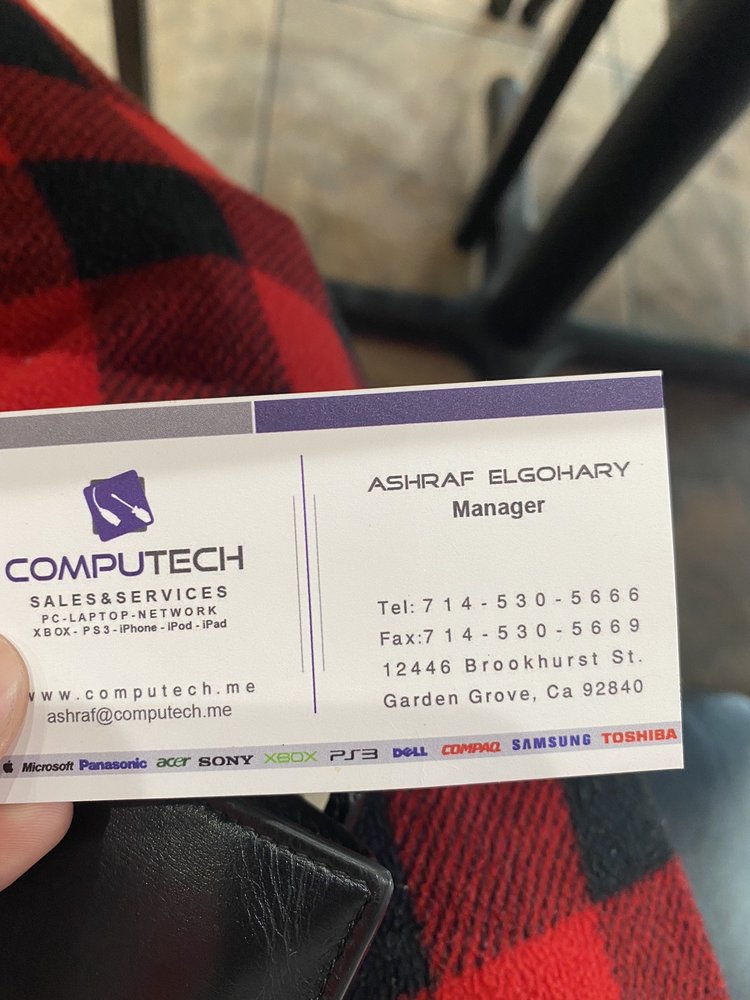 COMPUTECH
SALES&SERVICES
PC-LAPTOP-NETWORK
XBOX - PS3 - iPhone - iPod - iPad
www.computech.me
ashraf@computech.me
ASHRAF ELGOHARY
Manager
Tel: 714-530-5666
Fax:714-530-5669
12446 Brookhurst St.
Garden Grove, Ca 92840
Microsoft Panasonic acer SONY XBOX PS3 DELL COMPAQ SAMSUNG TOSHIBA